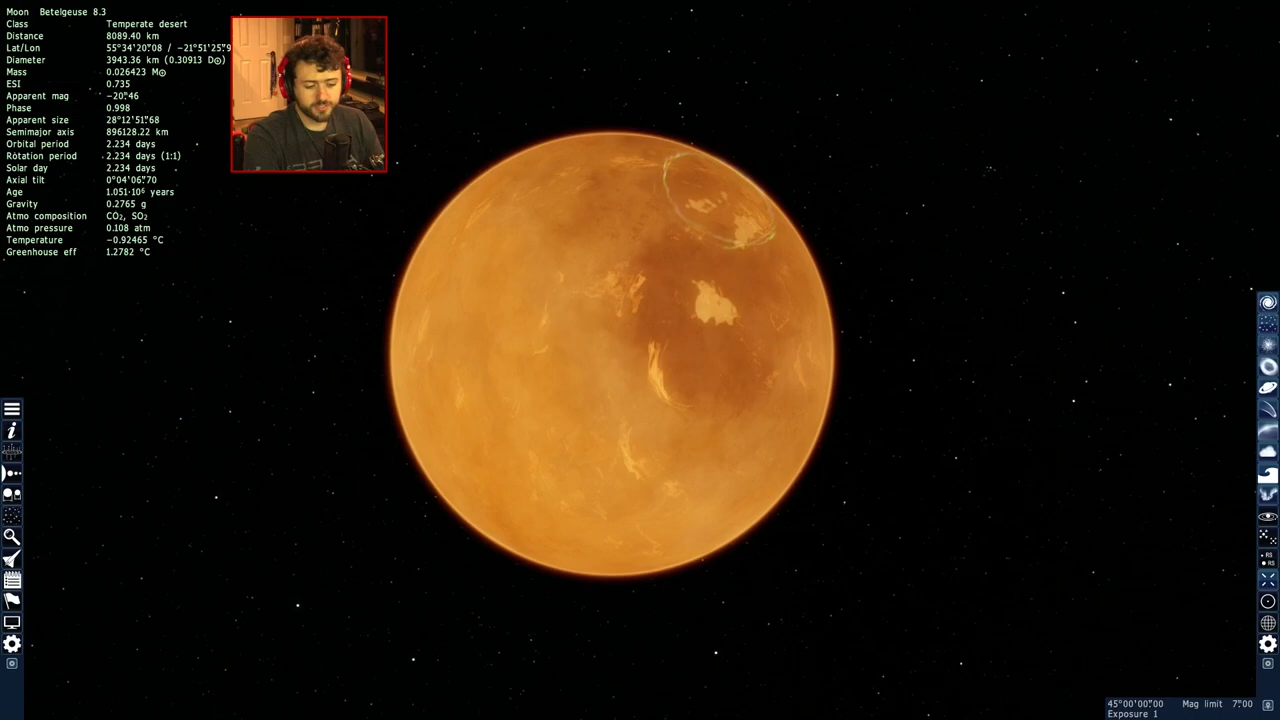 Moon Betelgeuse 8.3
Class Temperate desert
Distance 8089.40 km
Lat/Lon 55°34'20"08 / -21°51'25"9
Diameter 3943.36 km (0.30913 D⊙)
Mass 0.026423 M⊙
ESI 0.735
Apparent mag -20ᵐ46
Phase 0.998
Apparent size 28°12'51"68
Semimajor axis 896128.22 km
Orbital period 2.234 days
Rotation period 2.234 days (1:1)
Solar day 2.234 days
Axial tilt 0°04'06"70
Age 1.051·10⁶ years
Gravity 0.2765 g
Atmo composition CO₂, SO₂
Atmo pressure 0.108 atm
Temperature -0.92465 °C
Greenhouse eff 1.2782 °C
RS
RS
45°00'00"00 Mag limit 7ᵐ00
Exposure 1